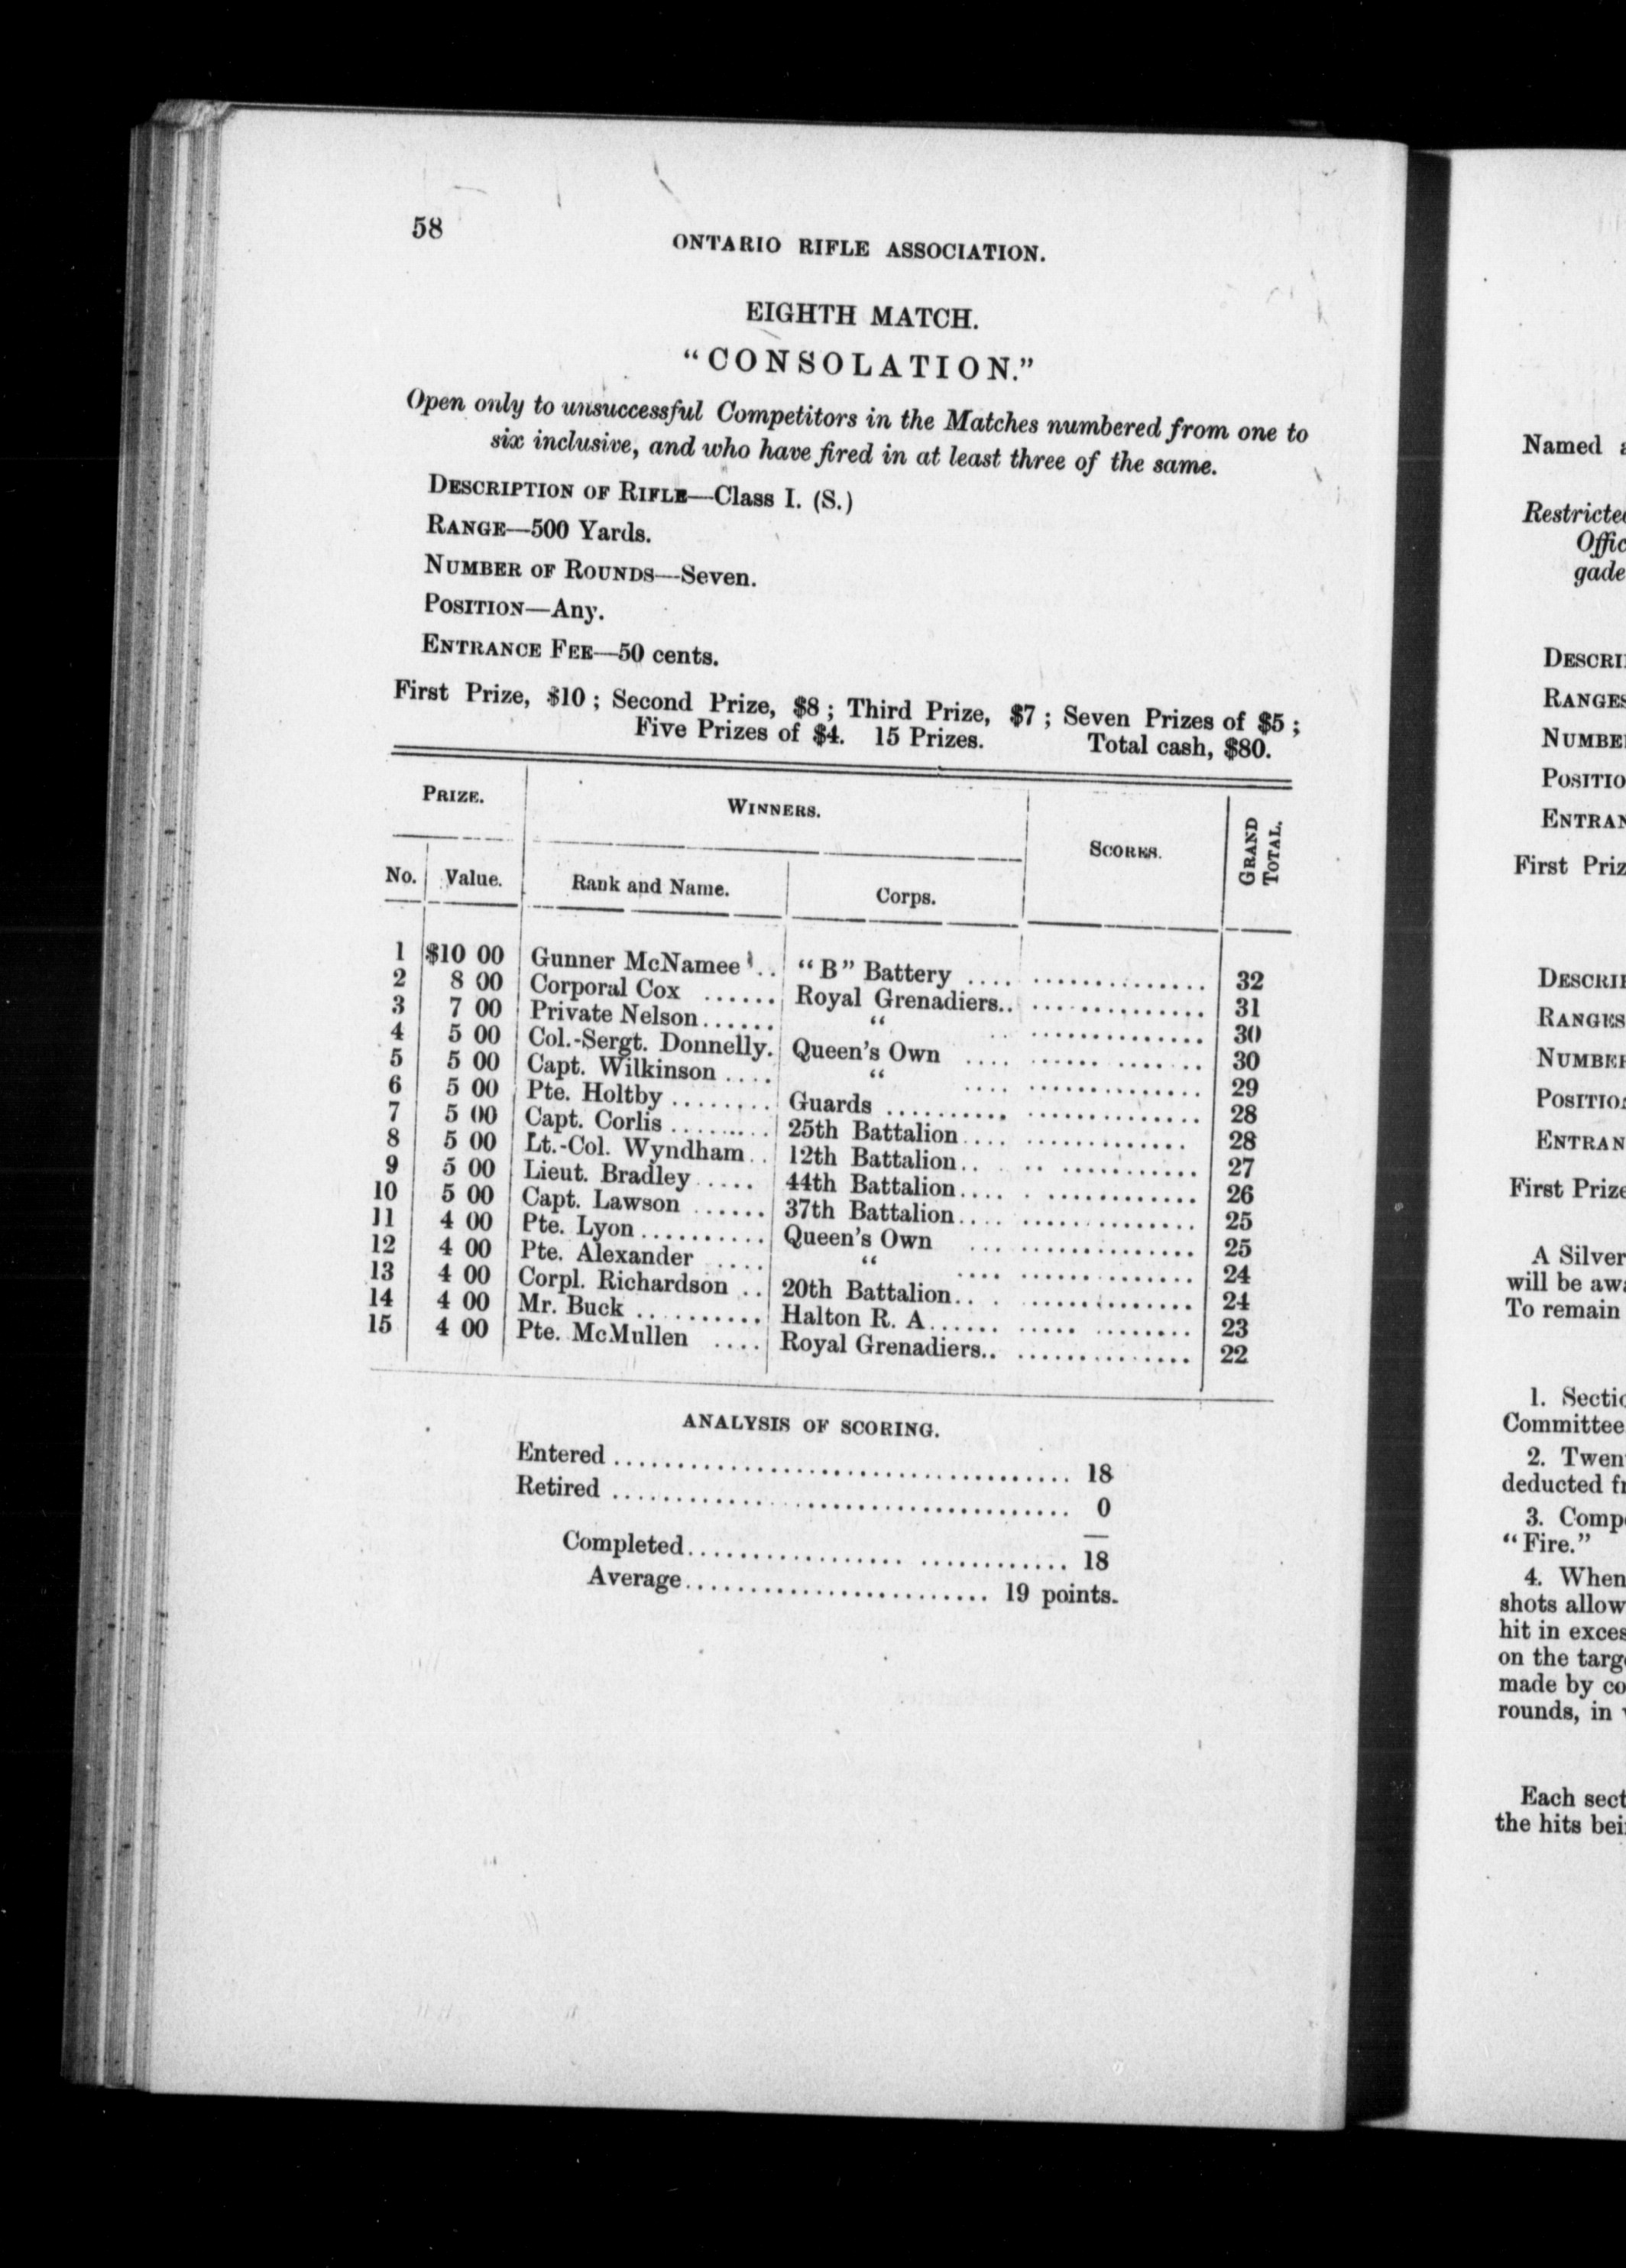 58
ONTARIO RIFLE ASSOCIATION.
EIGHTH MATCH.
"CONSOLATION."
Open only to unsuccessful Competitors in the Matches numbered from one to
six inclusive, and who have fired in at least three of the same.
DESCRIPTION OF RIFLE—Class I. (S.)
RANGE—500 Yards.
NUMBER OF ROUNDS—Seven.
POSITION—Any.
ENTRANCE FEE—50 cents.
First Prize, $10 ; Second Prize, $8 ; Third Prize, $7 ; Seven Prizes of $5 ;
Five Prizes of $4. 15 Prizes. Total cash, $80.
PRIZE. WINNERS. SCORES. GRAND TOTAL.
No. Value. Rank and Name. Corps.
1 $10 00 Gunner McNamee .. "B" Battery .... .............. 32
2 8 00 Corporal Cox ...... Royal Grenadiers.. .............. 31
3 7 00 Private Nelson...... " .. .............. 30
4 5 00 Col.-Sergt. Donnelly. Queen's Own .... .............. 30
5 5 00 Capt. Wilkinson .... " .... .............. 29
6 5 00 Pte. Holtby ........ Guards .......... .............. 28
7 5 00 Capt. Corlis ......... 25th Battalion.... ............. 28
8 5 00 Lt.-Col. Wyndham.. 12th Battalion.. .. ............ 27
9 5 00 Lieut. Bradley..... 44th Battalion.... . ............ 26
10 5 00 Capt. Lawson ...... 37th Battalion.... .............. 25
11 4 00 Pte. Lyon.......... Queen's Own ... .............. 25
12 4 00 Pte. Alexander .... " .... .............. 24
13 4 00 Corpl. Richardson .. 20th Battalion.. . .............. 24
14 4 00 Mr. Buck .......... Halton R. A...... ..... ........ 23
15 4 00 Pte. McMullen .... Royal Grenadiers.. .............. 22
ANALYSIS OF SCORING.
Entered .................................... 18
Retired .................................... 0
Completed............................. 18
Average........................ 19 points.
Named
Restricted
Offic
gade
DESCRI
RANGES
NUMBE
POSITIO
ENTRAN
First Priz
DESCRIP
RANGES
NUMBER
POSITIO
ENTRAN
First Prize
A Silver
will be awa
To remain
1. Sectio
Committee
2. Twen
deducted fr
3. Comp
"Fire."
4. When
shots allow
hit in exces
on the targ
made by co
rounds, in
Each sect
the hits bei